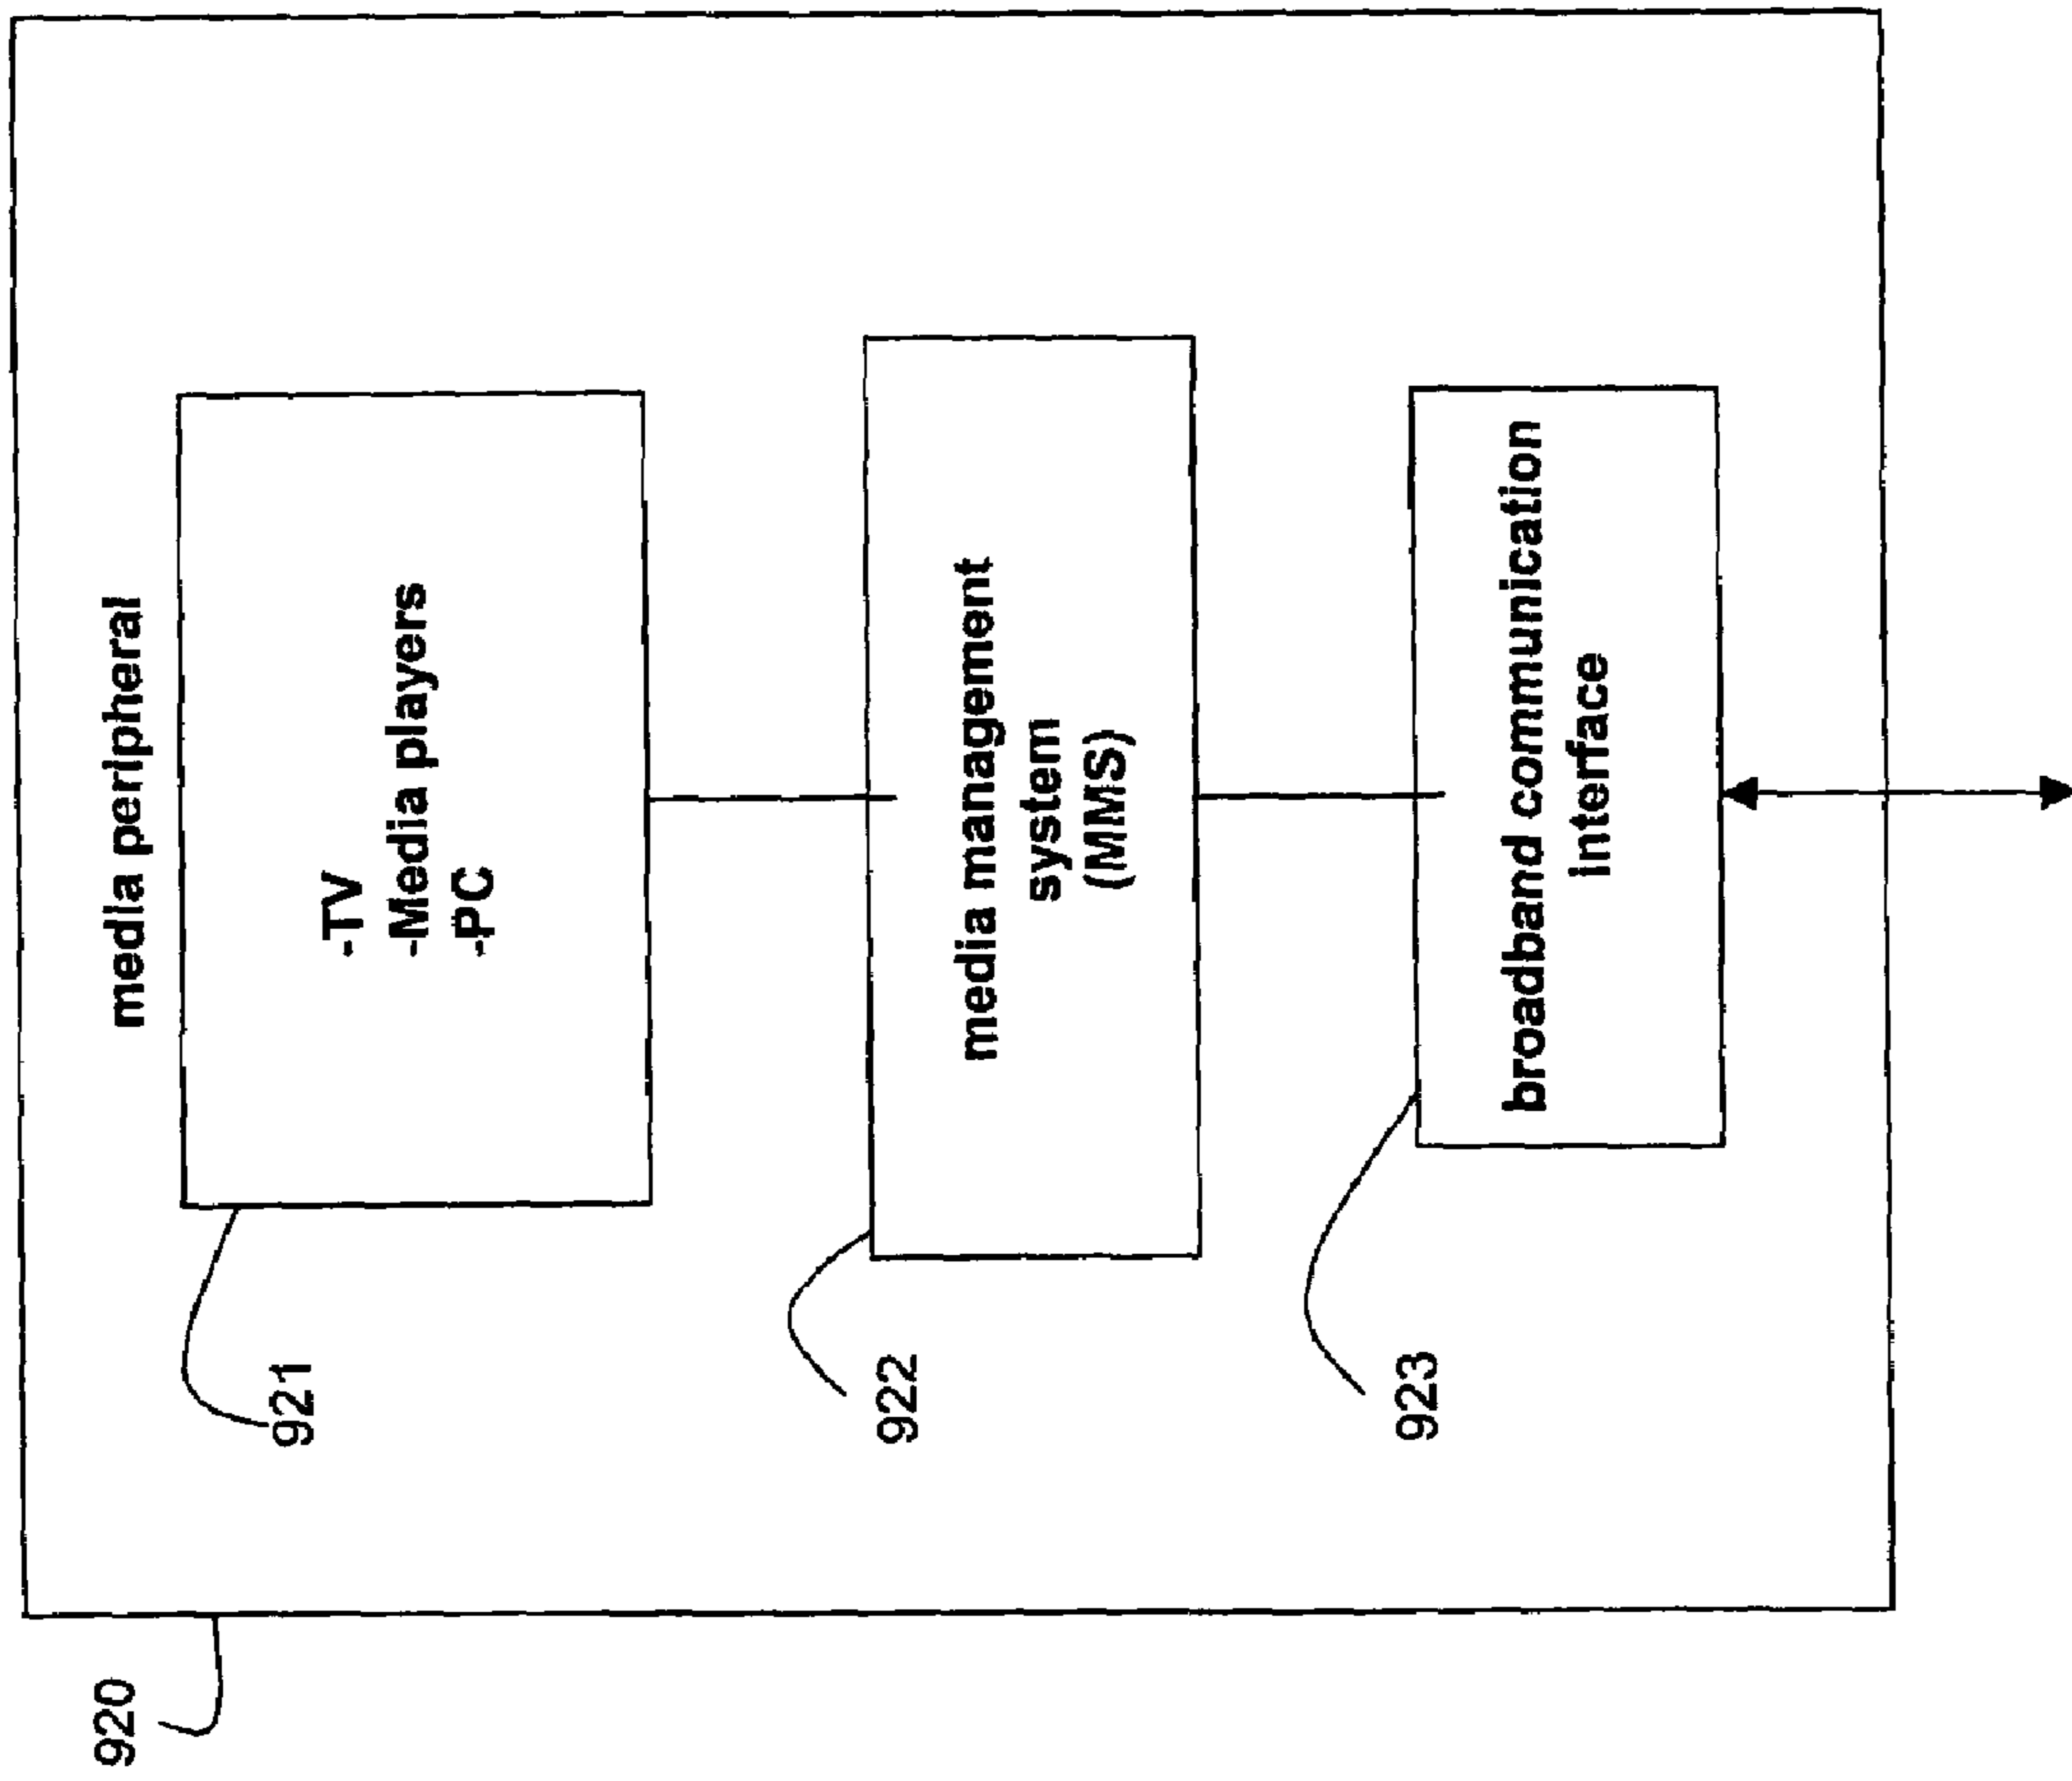 media peripheral
-TV
-Media players
-PC
media management
system
(MMS)
broadband communication
interface
920
921
922
923